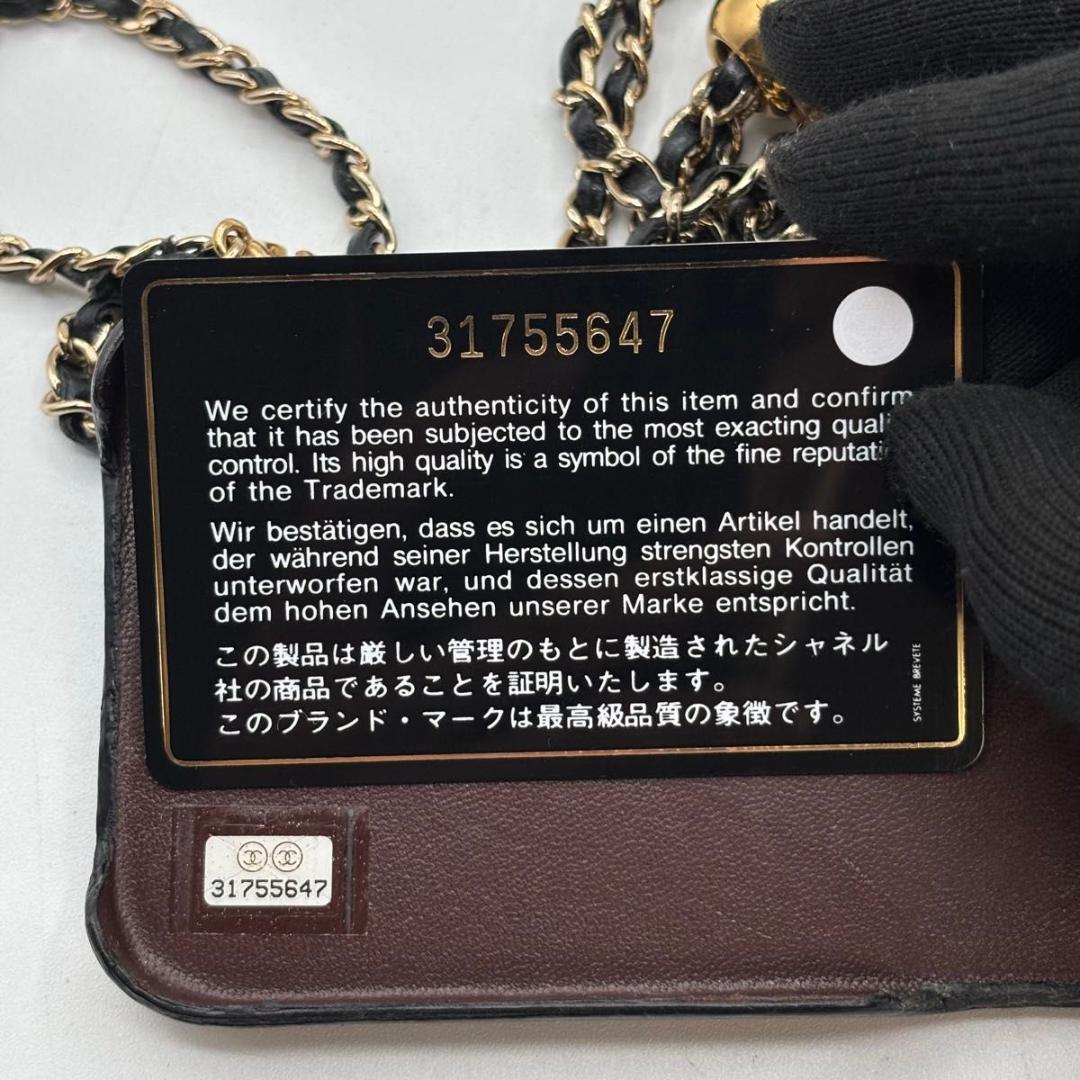 31755647
We certify the authenticity of this item and confirm
that it has been subjected to the most exacting
control. Its high quality is a symbol of the fine
of the Trademark.
Wir bestätigen, dass es sich um einen Artikel handelt,
der während seiner Herstellung strengsten Kontrollen
unterworfen war, und dessen erstklassige Qualität
dem hohen Ansehen unserer Marke entspricht.
この製品は厳しい管理のもとに製造されたシャネル
社の商品であることを証明いたします。
このブランド・マークは最高級品質の象徴です。
SYSTEME BREVETE
31755647